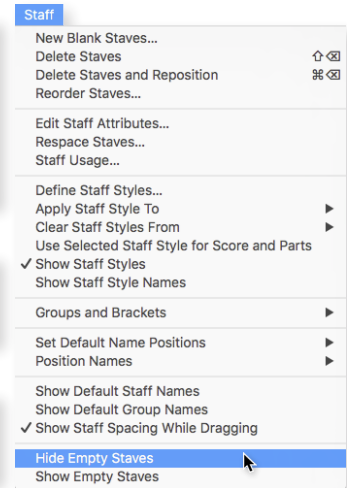 Staff
New Blank Staves...
Delete Staves ⇧⌫
Delete Staves and Reposition ⌘⌫
Reorder Staves...
Edit Staff Attributes...
Respace Staves...
Staff Usage...
Define Staff Styles...
Apply Staff Style To ▶
Clear Staff Styles From ▶
Use Selected Staff Style for Score and Parts
✓ Show Staff Styles
Show Staff Style Names
Groups and Brackets ▶
Set Default Name Positions ▶
Position Names ▶
Show Default Staff Names
Show Default Group Names
✓ Show Staff Spacing While Dragging
Hide Empty Staves
Show Empty Staves